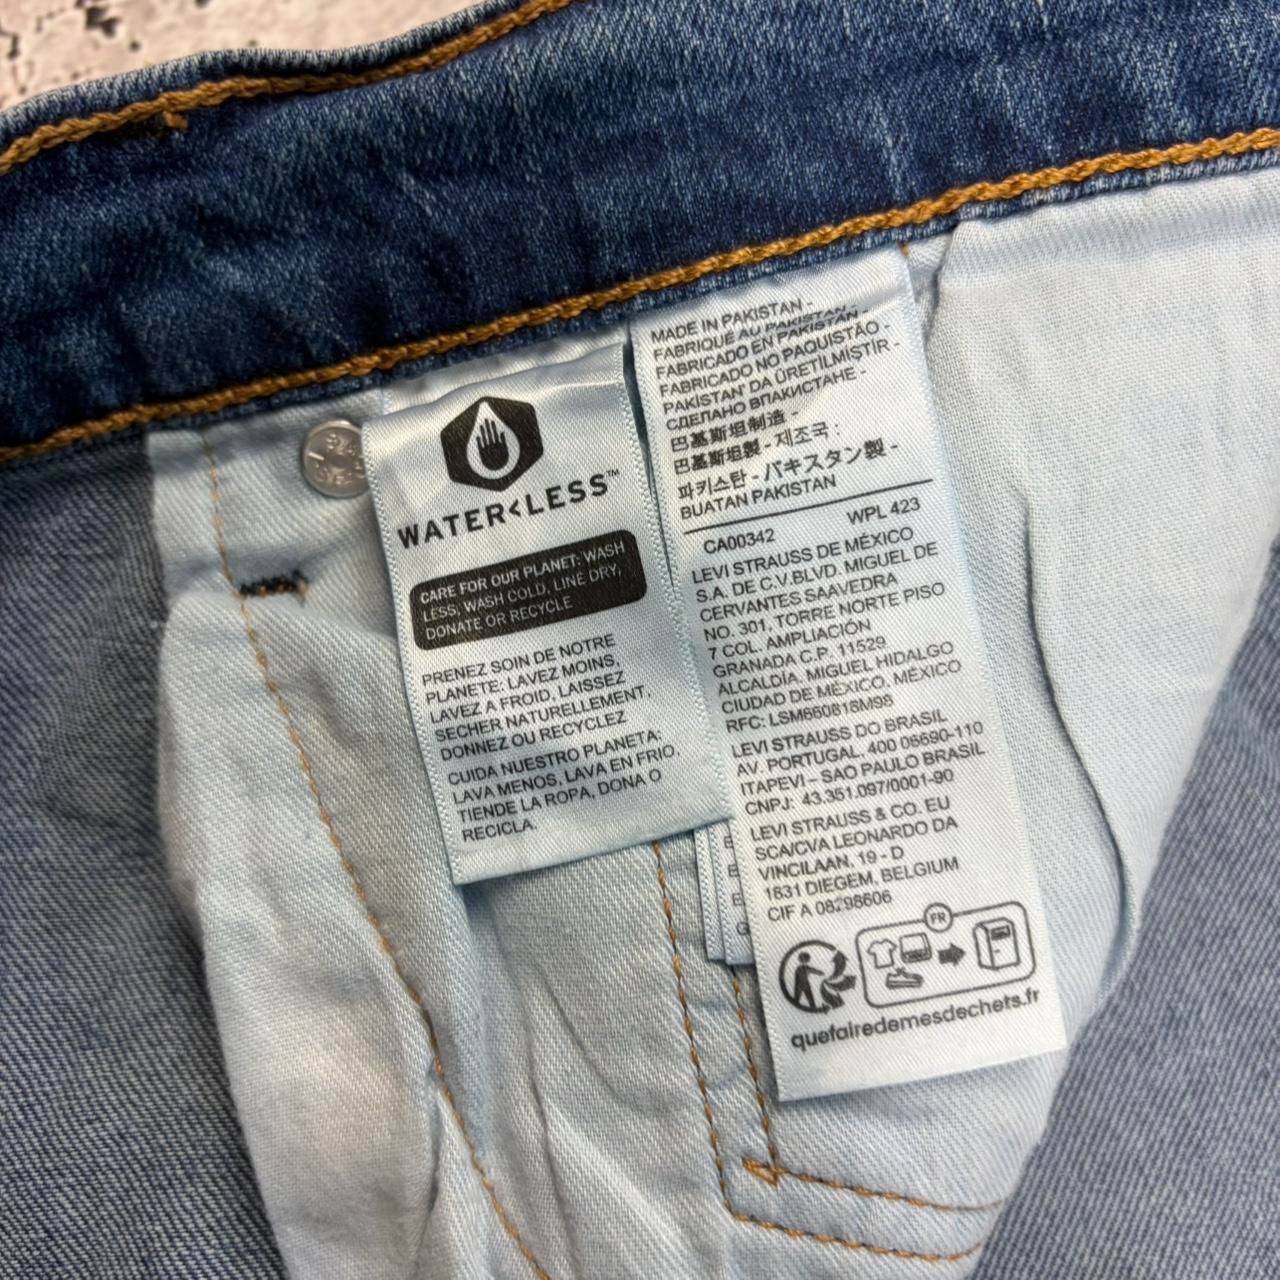 WATER<LESS™
CARE FOR OUR PLANET: WASH
LESS, WASH COLD, LINE DRY,
DONATE OR RECYCLE
PRENEZ SOIN DE NOTRE
PLANETE: LAVEZ MOINS,
LAVEZ A FROID, LAISSEZ
SECHER NATURELLEMENT,
DONNEZ OU RECYCLEZ
CUIDA NUESTRO PLANETA:
LAVA MENOS, LAVA EN FRIO,
TIENDE LA ROPA, DONA O
RECICLA.
MADE IN PAKISTAN -
FABRIQUÉ AU PAKISTAN -
FABRICADO EN PAKISTÁN -
FABRICADO NO PAQUISTÃO -
PAKİSTAN' DA ÜRETİLMİŞTİR -
СДЕЛАНО ВПАКИСТАНЕ -
巴基斯坦制造 -
巴基斯坦製 - 제조국 :
파키스탄 - パキスタン製 -
BUATAN PAKISTAN
CA00342 WPL 423
LEVI STRAUSS DE MÉXICO
S.A. DE C.V.BLVD. MIGUEL DE
CERVANTES SAAVEDRA
NO. 301, TORRE NORTE PISO
7 COL. AMPLIACIÓN
GRANADA C.P. 11529
ALCALDÍA, MIGUEL HIDALGO
CIUDAD DE MÉXICO, MÉXICO
RFC: LSM680816M98
LEVI STRAUSS DO BRASIL
AV. PORTUGAL, 400 06690-110
ITAPEVI – SAO PAULO BRASIL
CNPJ: 43.351.097/0001-90
LEVI STRAUSS & CO. EU
SCA/CVA LEONARDO DA
VINCILAAN, 19 - D
1831 DIEGEM, BELGIUM
CIF A 08298606
FR
quefairedemesdechets.fr